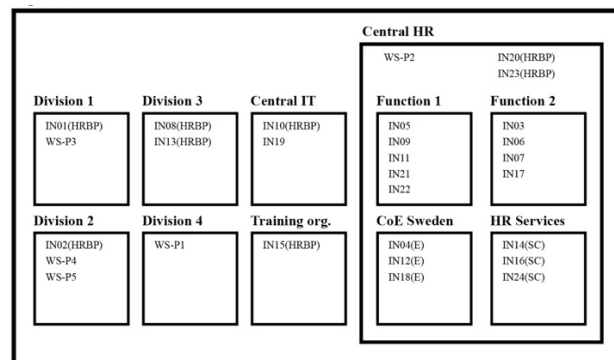 Central HR
WS-P2
IN20(HRBP)
IN23(HRBP)
Division 1
IN01(HRBP)
WS-P3
Division 3
IN08(HRBP)
IN13(HRBP)
Central IT
IN10(HRBP)
IN19
Function 1
IN05
IN09
IN11
IN21
IN22
Function 2
IN03
IN06
IN07
IN17
Division 2
IN02(HRBP)
WS-P4
WS-P5
Division 4
WS-P1
Training org.
IN15(HRBP)
CoE Sweden
IN04(E)
IN12(E)
IN18(E)
HR Services
IN14(SC)
IN16(SC)
IN24(SC)